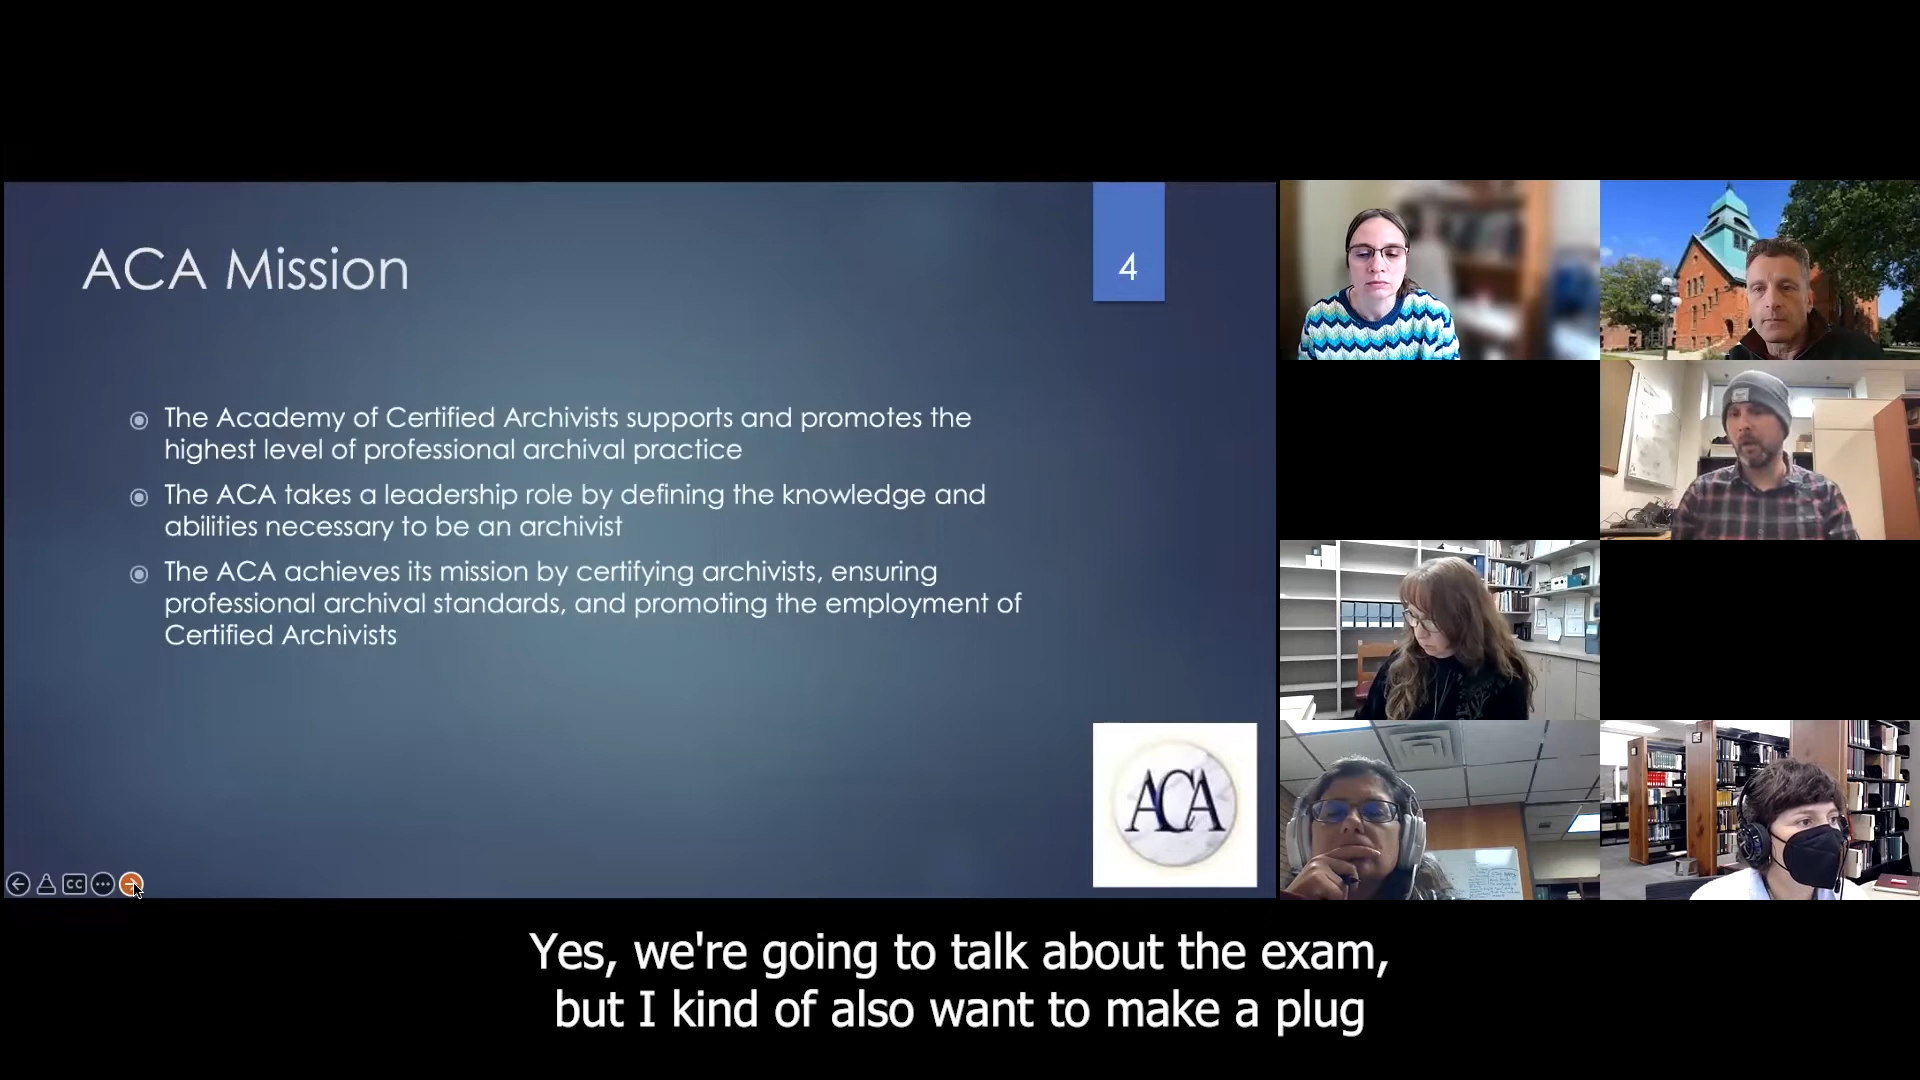 ACA Mission
4
The Academy of Certified Archivists supports and promotes the
highest level of professional archival practice
The ACA takes a leadership role by defining the knowledge and
abilities necessary to be an archivist
The ACA achieves its mission by certifying archivists, ensuring
professional archival standards, and promoting the employment of
Certified Archivists
ACA
CC
Yes, we're going to talk about the exam,
but I kind of also want to make a plug